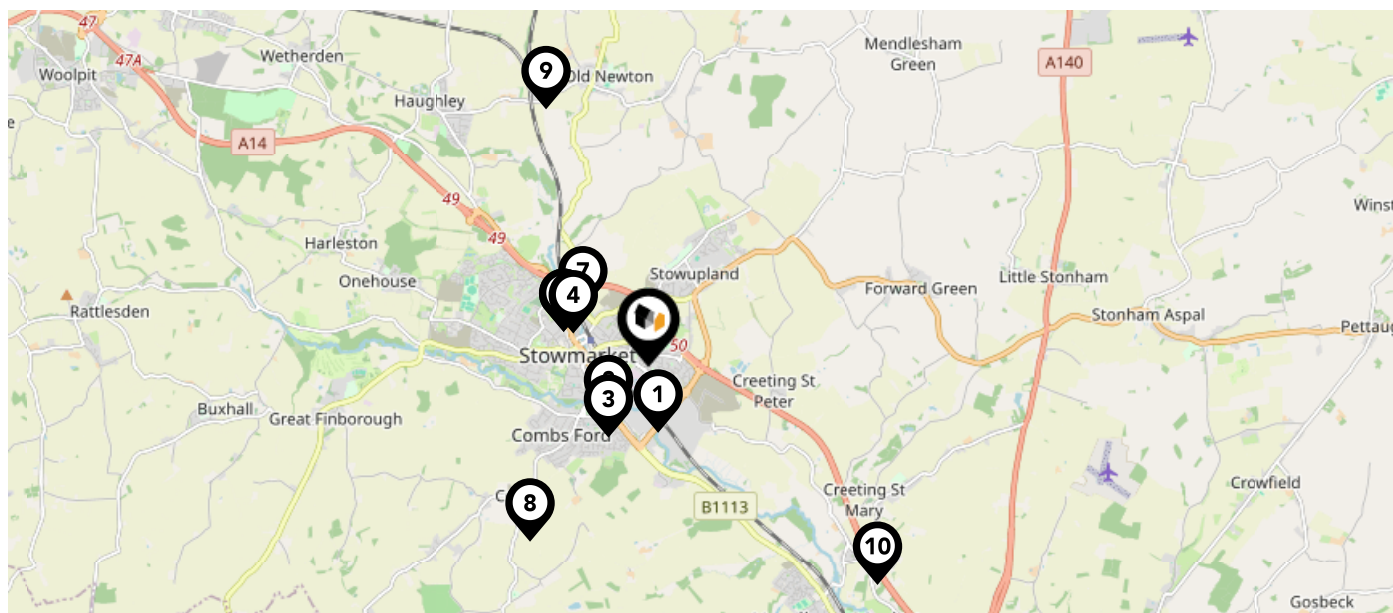 47
47A
Woolpit
Wetherden
Mendlesham
Green
A140
9
Old Newton
Haughley
A14
49
49
Harleston
Onehouse
Rattlesden
7
4
Stowupland
Forward Green
Little Stonham
Stonham Aspal
Stowmarket
50
3
1
Creeting St
Peter
Buxhall
Great Finborough
Combs Ford
8
B1113
Creeting St
Mary
10
Crowfield
Gosbeck